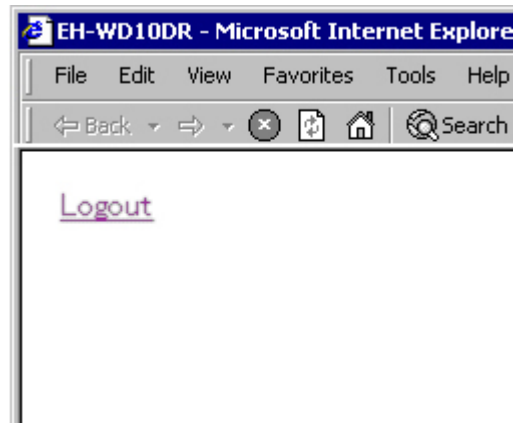 EH-WD10DR - Microsoft Internet Explore
File Edit View Favorites Tools Help
Back Search
Logout